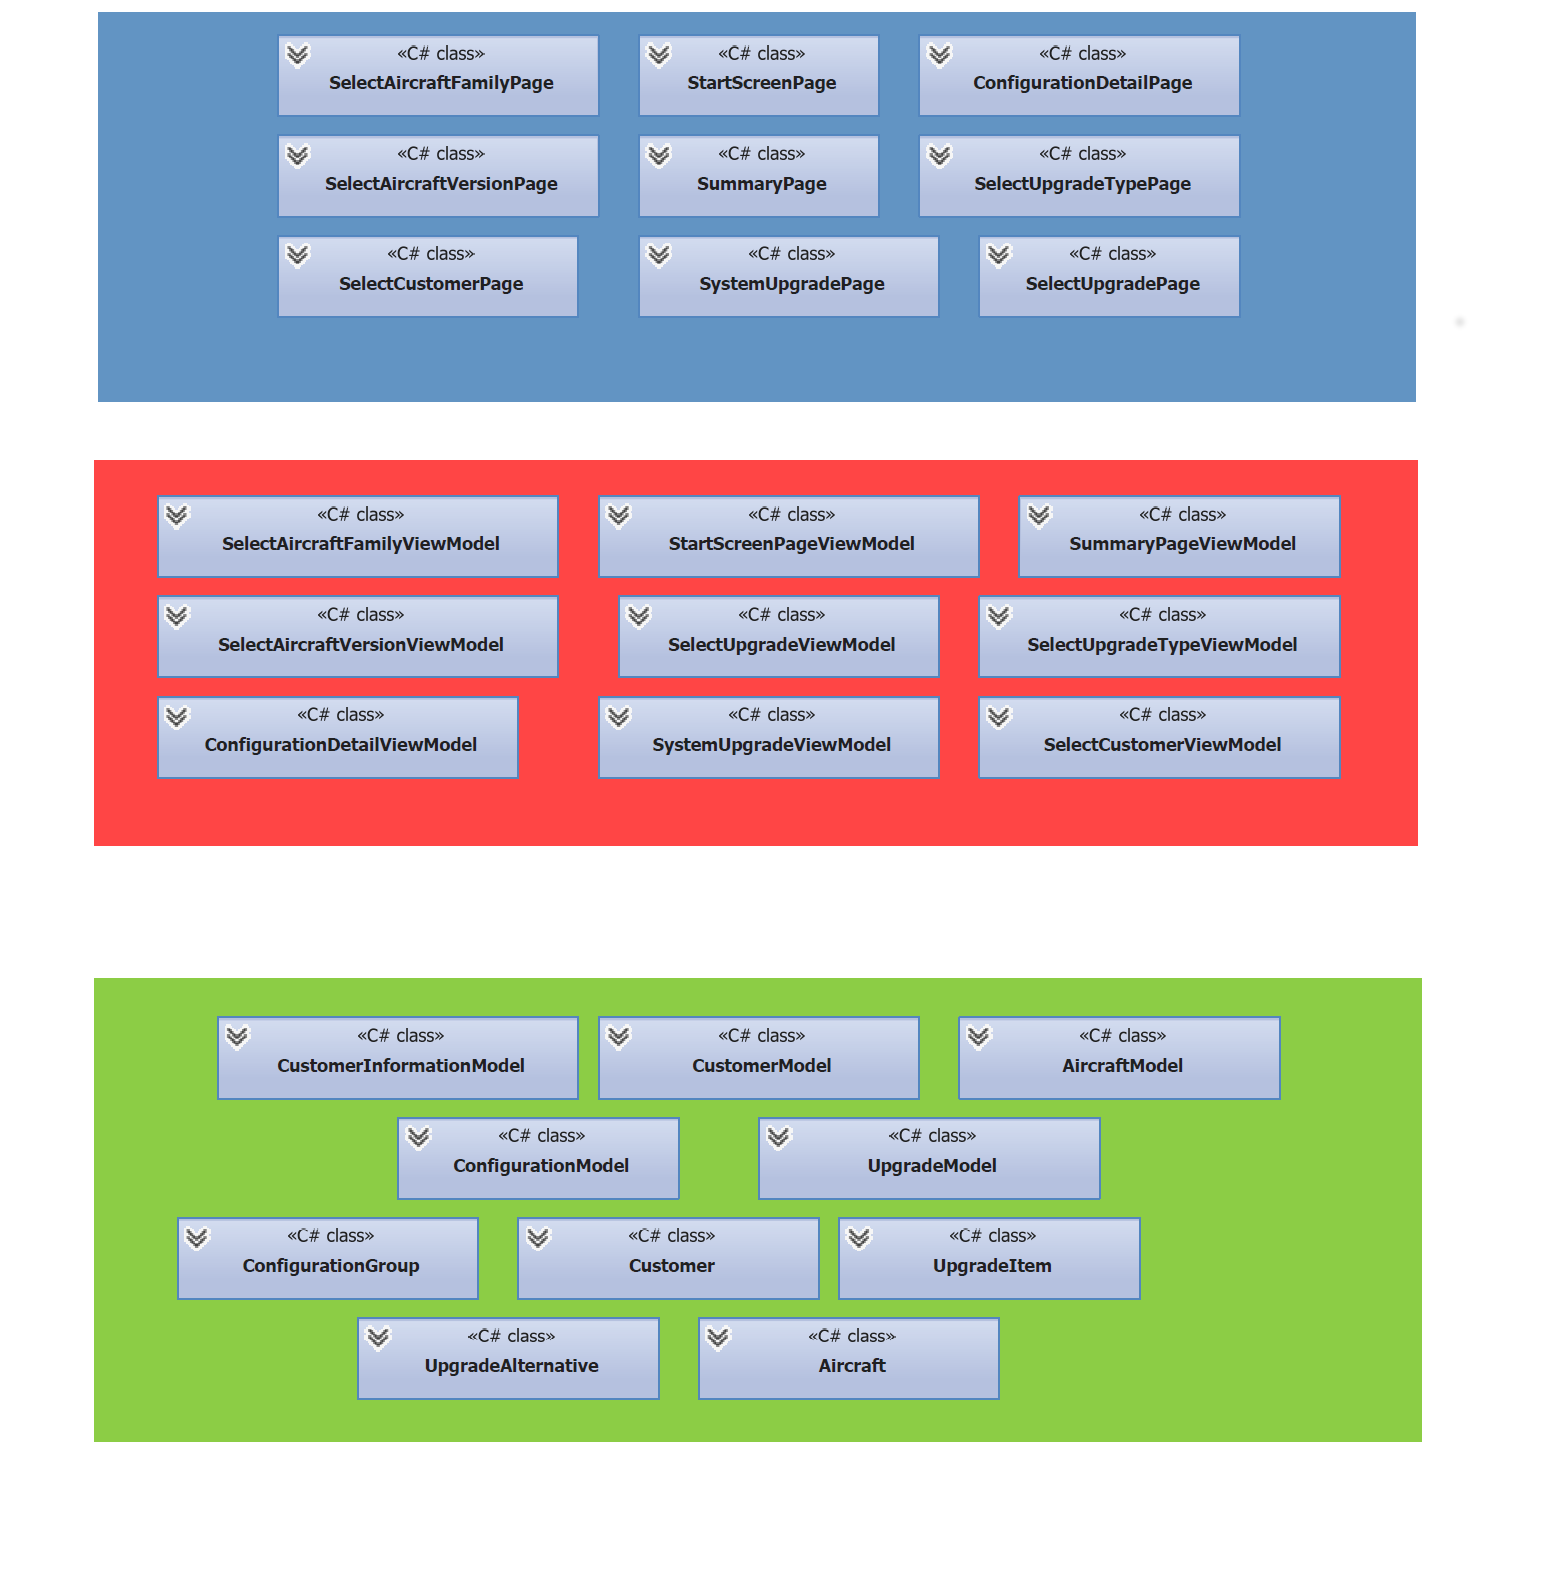 «C# class»
SelectAircraftFamilyPage
«C# class»
StartScreenPage
«C# class»
ConfigurationDetailPage
«C# class»
SelectAircraftVersionPage
«C# class»
SummaryPage
«C# class»
SelectUpgradeTypePage
«C# class»
SelectCustomerPage
«C# class»
SystemUpgradePage
«C# class»
SelectUpgradePage
«C# class»
SelectAircraftFamilyViewModel
«C# class»
StartScreenPageViewModel
«C# class»
SummaryPageViewModel
«C# class»
SelectAircraftVersionViewModel
«C# class»
SelectUpgradeViewModel
«C# class»
SelectUpgradeTypeViewModel
«C# class»
ConfigurationDetailViewModel
«C# class»
SystemUpgradeViewModel
«C# class»
SelectCustomerViewModel
«C# class»
CustomerInformationModel
«C# class»
CustomerModel
«C# class»
AircraftModel
«C# class»
ConfigurationModel
«C# class»
UpgradeModel
«C# class»
ConfigurationGroup
«C# class»
Customer
«C# class»
UpgradeItem
«C# class»
UpgradeAlternative
«C# class»
Aircraft